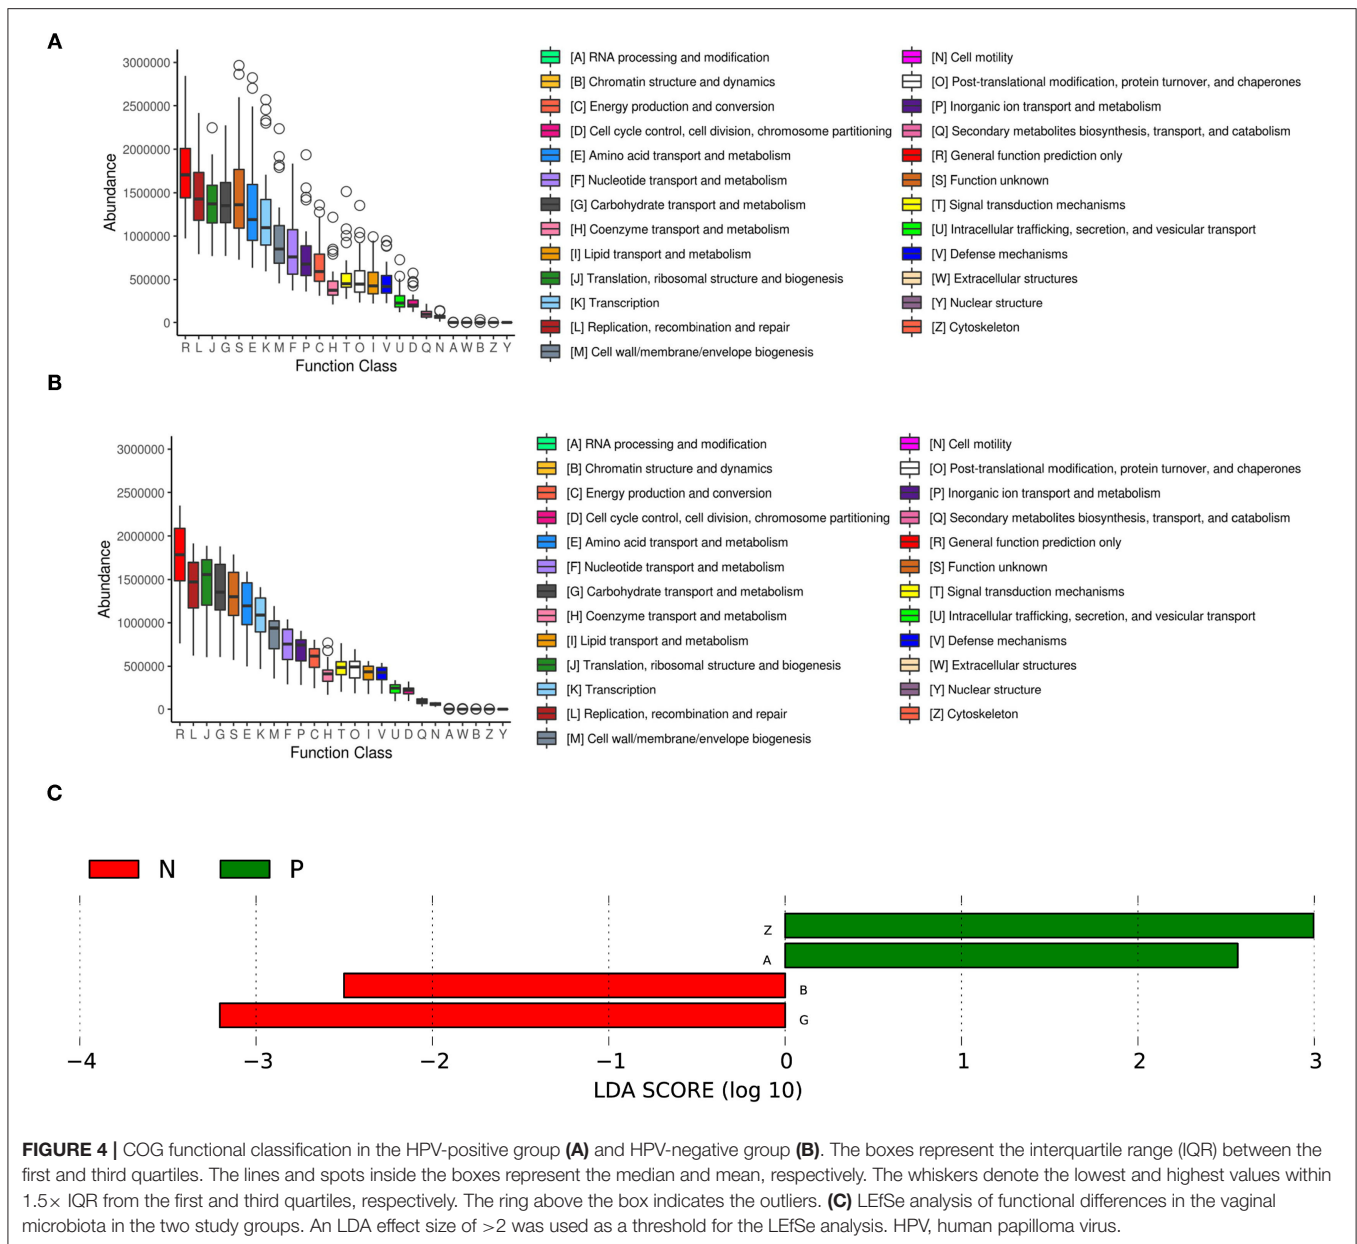 A
3000000
2500000
2000000
1500000
1000000
500000
0
Abundance
R L J G S E K M F P C H T O I V U D Q N A W B Z Y
Function Class
[A] RNA processing and modification
[B] Chromatin structure and dynamics
[C] Energy production and conversion
[D] Cell cycle control, cell division, chromosome partitioning
[E] Amino acid transport and metabolism
[F] Nucleotide transport and metabolism
[G] Carbohydrate transport and metabolism
[H] Coenzyme transport and metabolism
[I] Lipid transport and metabolism
[J] Translation, ribosomal structure and biogenesis
[K] Transcription
[L] Replication, recombination and repair
[M] Cell wall/membrane/envelope biogenesis
[N] Cell motility
[O] Post-translational modification, protein turnover, and chaperones
[P] Inorganic ion transport and metabolism
[Q] Secondary metabolites biosynthesis, transport, and catabolism
[R] General function prediction only
[S] Function unknown
[T] Signal transduction mechanisms
[U] Intracellular trafficking, secretion, and vesicular transport
[V] Defense mechanisms
[W] Extracellular structures
[Y] Nuclear structure
[Z] Cytoskeleton
B
3000000
2500000
2000000
1500000
1000000
500000
0
Abundance
R L J G S E K M F P C H T O I V U D Q N A W B Z Y
Function Class
[A] RNA processing and modification
[B] Chromatin structure and dynamics
[C] Energy production and conversion
[D] Cell cycle control, cell division, chromosome partitioning
[E] Amino acid transport and metabolism
[F] Nucleotide transport and metabolism
[G] Carbohydrate transport and metabolism
[H] Coenzyme transport and metabolism
[I] Lipid transport and metabolism
[J] Translation, ribosomal structure and biogenesis
[K] Transcription
[L] Replication, recombination and repair
[M] Cell wall/membrane/envelope biogenesis
[N] Cell motility
[O] Post-translational modification, protein turnover, and chaperones
[P] Inorganic ion transport and metabolism
[Q] Secondary metabolites biosynthesis, transport, and catabolism
[R] General function prediction only
[S] Function unknown
[T] Signal transduction mechanisms
[U] Intracellular trafficking, secretion, and vesicular transport
[V] Defense mechanisms
[W] Extracellular structures
[Y] Nuclear structure
[Z] Cytoskeleton
C
N P
Z
A
B
G
−4 −3 −2 −1 0 1 2 3
LDA SCORE (log 10)
FIGURE 4 | COG functional classification in the HPV-positive group (A) and HPV-negative group (B). The boxes represent the interquartile range (IQR) between the
first and third quartiles. The lines and spots inside the boxes represent the median and mean, respectively. The whiskers denote the lowest and highest values within
1.5× IQR from the first and third quartiles, respectively. The ring above the box indicates the outliers. (C) LEfSe analysis of functional differences in the vaginal
microbiota in the two study groups. An LDA effect size of >2 was used as a threshold for the LEfSe analysis. HPV, human papilloma virus.